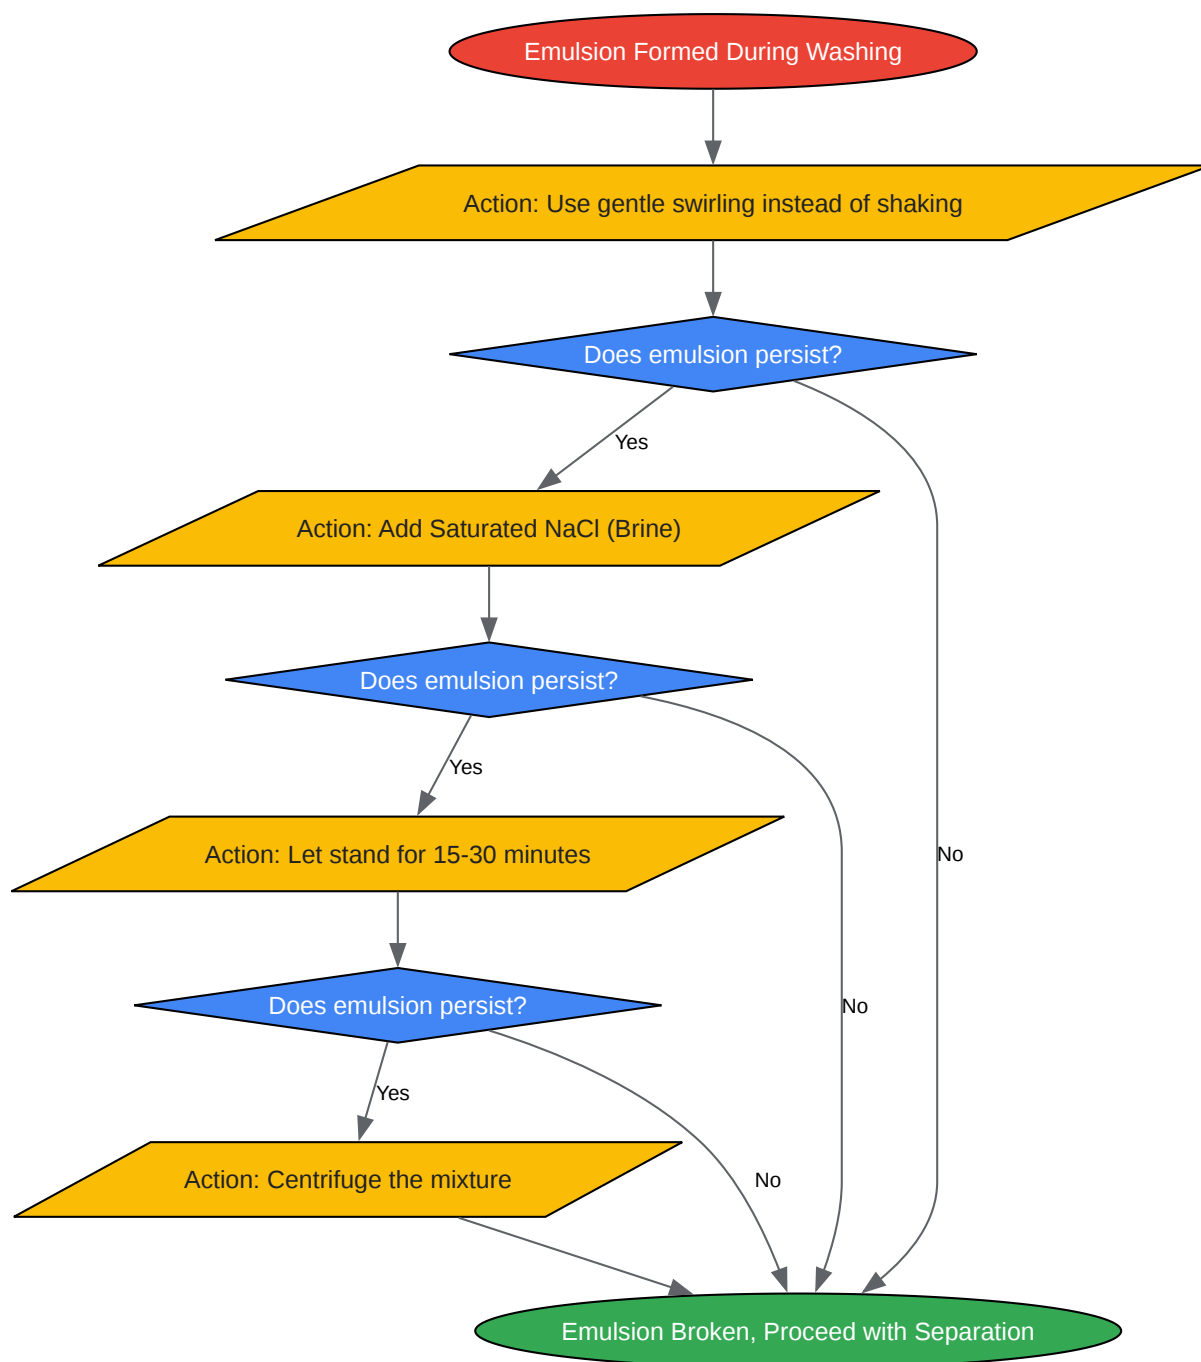 Emulsion Formed During Washing
Action: Use gentle swirling instead of shaking
Does emulsion persist?
Yes
Action: Add Saturated NaCl (Brine)
Does emulsion persist?
Yes
Action: Let stand for 15-30 minutes
No
Does emulsion persist?
No
Yes
Action: Centrifuge the mixture
No
Emulsion Broken, Proceed with Separation